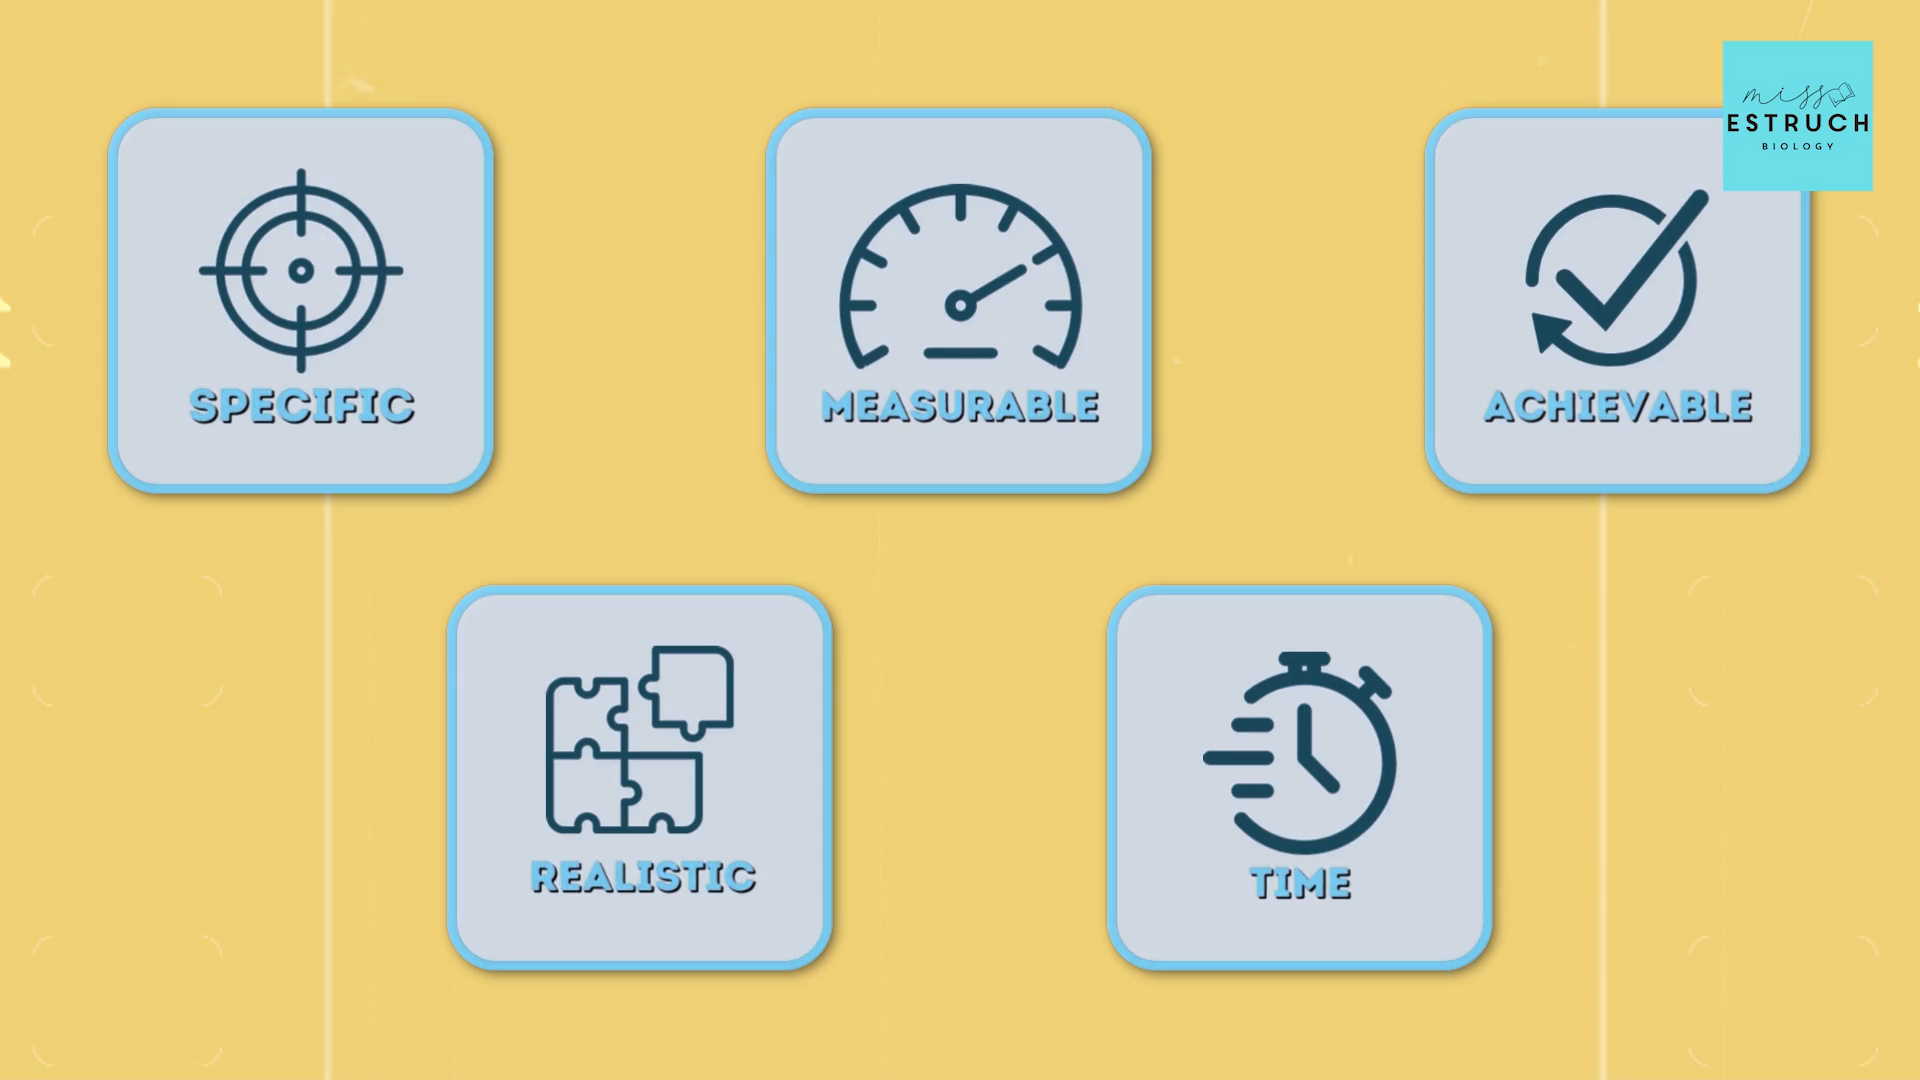 miss
ESTRUCH
BIOLOGY
SPECIFIC
MEASURABLE
ACHIEVABLE
REALISTIC
TIME